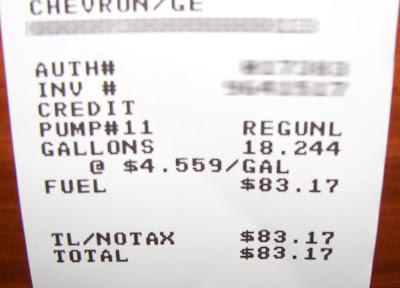 CHEVRON/GE
AUTH#
INV #
CREDIT
PUMP#11 REGUNL
GALLONS 18.244
@ $4.559/GAL
FUEL $83.17
TL/NOTAX $83.17
TOTAL $83.17